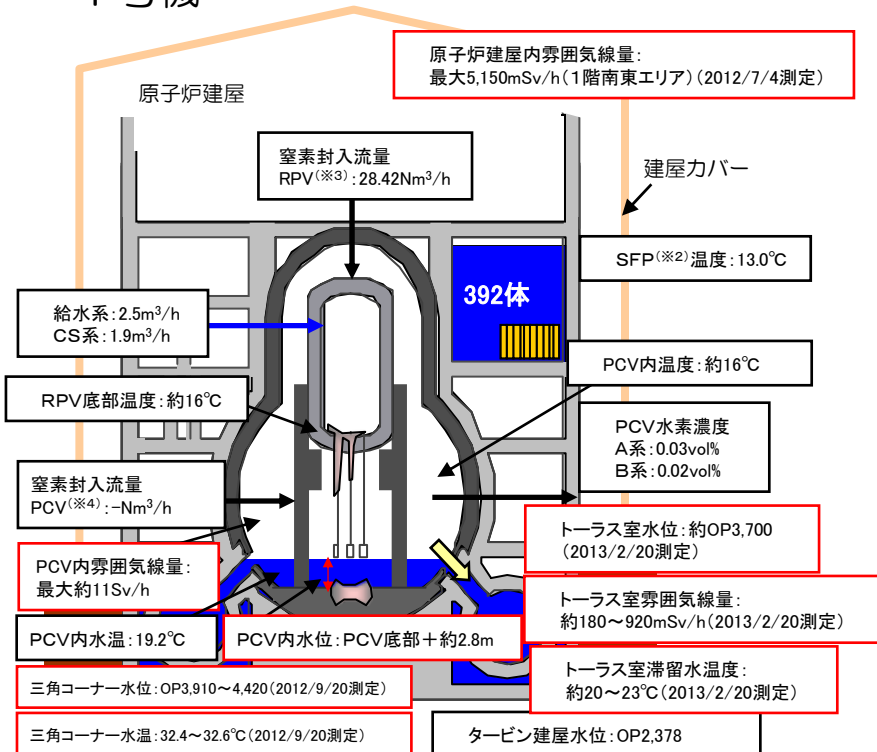 1号機
原子炉建屋内雰囲気線量：
最大5,150mSv/h（1階南東エリア）（2012/7/4測定）
原子炉建屋
窒素封入流量
RPV(※3)：28.42Nm³/h
建屋カバー
SFP(※2)温度：13.0℃
392体
給水系：2.5m³/h
CS系：1.9m³/h
PCV内温度：約16℃
RPV底部温度：約16℃
PCV水素濃度
A系：0.03vol%
B系：0.02vol%
窒素封入流量
PCV(※4)：-Nm³/h
トーラス室水位：約OP3,700
（2013/2/20測定）
PCV内雰囲気線量：
最大約11Sv/h
トーラス室雰囲気線量：
約180～920mSv/h（2013/2/20測定）
PCV内水温：19.2℃
PCV内水位：PCV底部＋約2.8m
トーラス室滞留水温度：
約20～23℃（2013/2/20測定）
三角コーナー水位：OP3,910～4,420（2012/9/20測定）
三角コーナー水温：32.4～32.6℃（2012/9/20測定）
タービン建屋水位：OP2,378